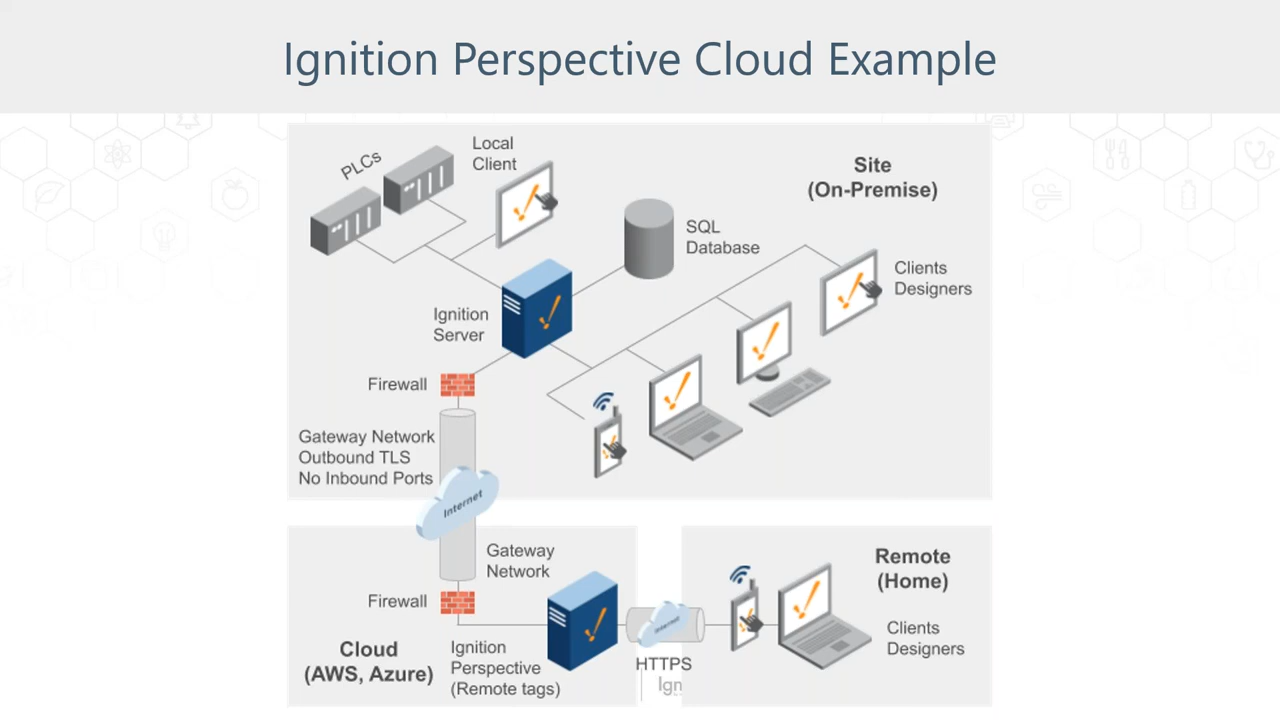 Ignition Perspective Cloud Example
PLCs
Local
Client
Site
(On-Premise)
SQL
Database
Clients
Designers
Ignition
Server
Firewall
Gateway Network
Outbound TLS
No Inbound Ports
Internet
Gateway
Network
Firewall
Cloud
(AWS, Azure)
Ignition
Perspective
(Remote tags)
Internet
HTTPS
Remote
(Home)
Clients
Designers